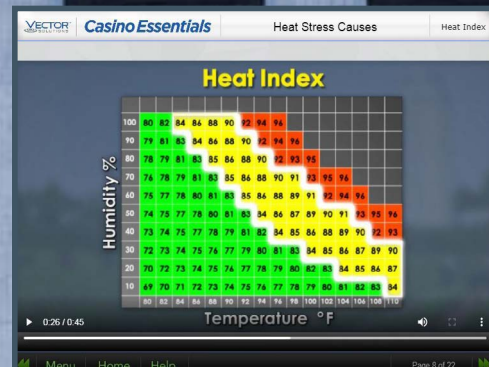 VECTOR SOLUTIONS Casino Essentials Heat Stress Causes Heat Index
Heat Index
100 80 82 84 86 88 90 92 94 96
90 79 81 83 84 86 88 90 92 94 96
80 78 79 81 83 85 86 88 90 92 93 95
70 76 78 79 81 83 85 86 88 90 91 93 95 96
60 75 77 78 80 81 83 85 86 88 89 91 92 94 96
50 74 75 77 78 80 81 83 84 86 87 89 90 91 93 95 96
40 73 74 75 77 78 79 81 82 84 85 86 88 89 90 92 93
30 72 73 74 75 76 77 79 80 81 83 84 85 86 87 89 90
20 70 72 73 74 75 76 77 78 79 80 82 83 84 85 86 87
10 69 70 71 72 73 74 75 76 77 78 79 80 81 82 83 84
80 82 84 86 88 90 92 94 96 98 100 102 104 106 108 110
Humidity %
Temperature °F
0:26 / 0:45
Menu Home Help Page 8 of 22